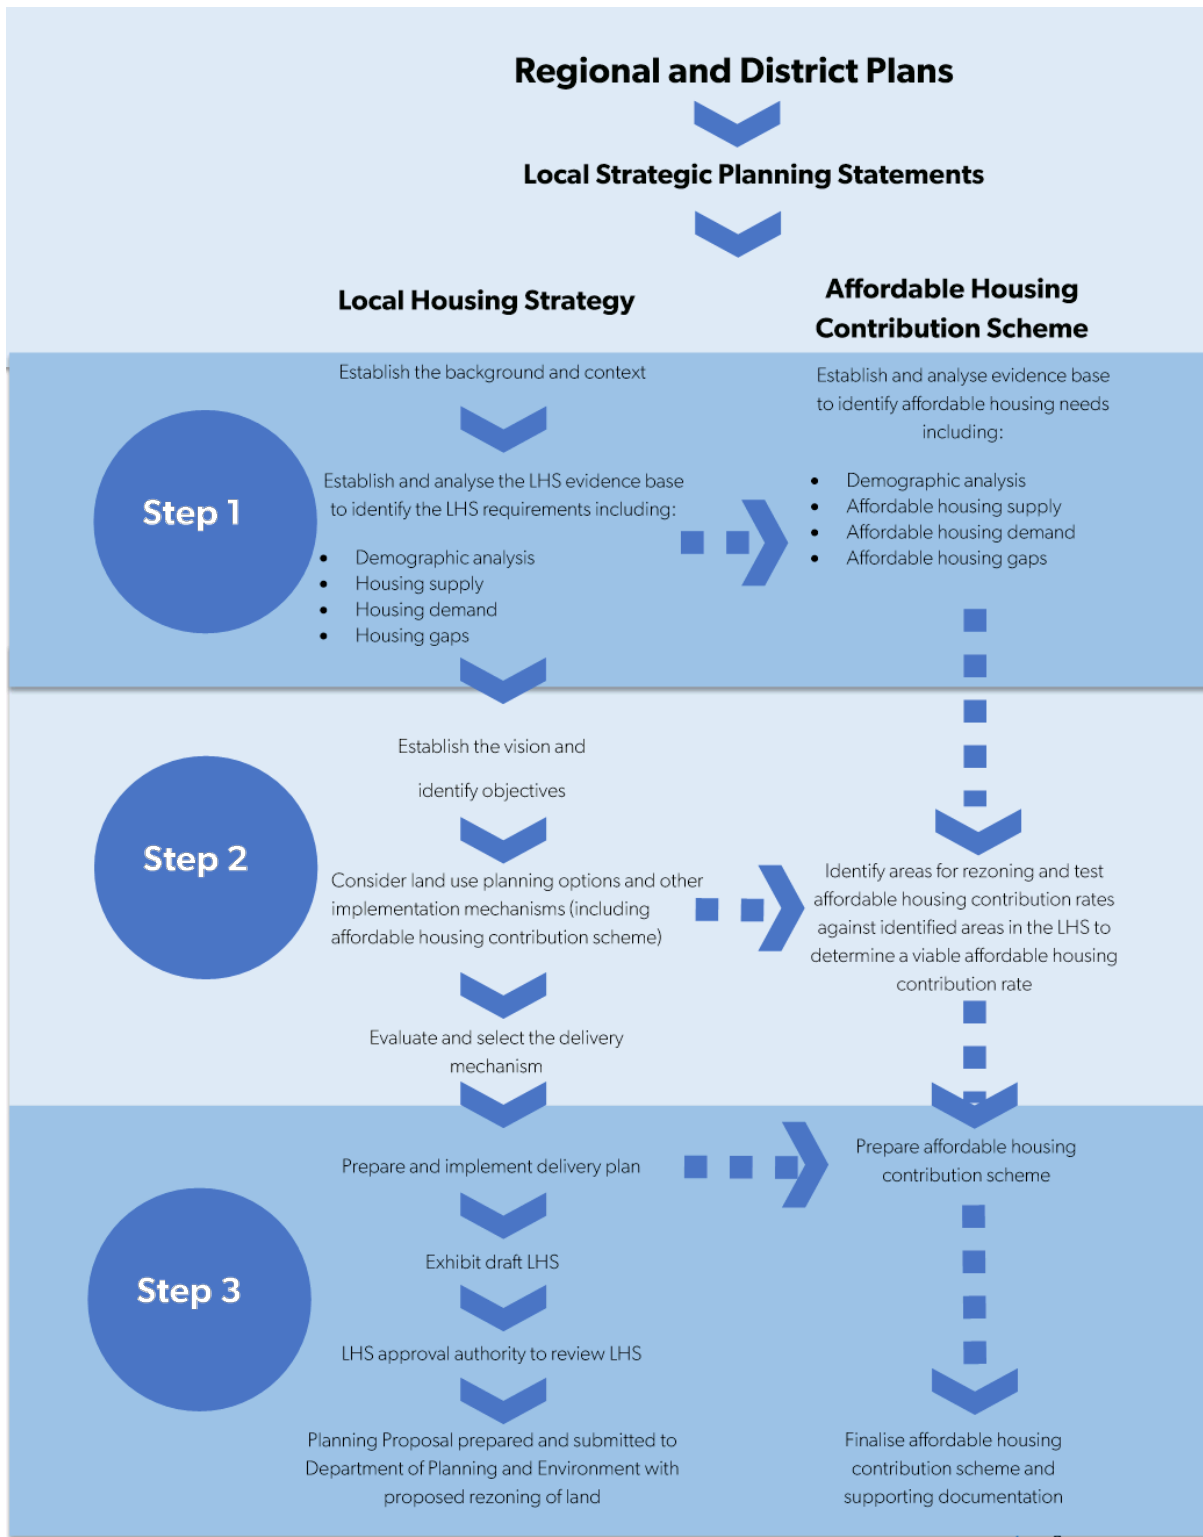 Regional and District Plans
Local Strategic Planning Statements
Local Housing Strategy
Affordable Housing
Contribution Scheme
Step 1
Establish the background and context
Establish and analyse the LHS evidence base
to identify the LHS requirements including:
• Demographic analysis
• Housing supply
• Housing demand
• Housing gaps
Establish and analyse evidence base
to identify affordable housing needs
including:
• Demographic analysis
• Affordable housing supply
• Affordable housing demand
• Affordable housing gaps
Step 2
Establish the vision and
identify objectives
Consider land use planning options and other
implementation mechanisms (including
affordable housing contribution scheme)
Evaluate and select the delivery
mechanism
Identify areas for rezoning and test
affordable housing contribution rates
against identified areas in the LHS to
determine a viable affordable housing
contribution rate
Step 3
Prepare and implement delivery plan
Exhibit draft LHS
LHS approval authority to review LHS
Planning Proposal prepared and submitted to
Department of Planning and Environment with
proposed rezoning of land
Prepare affordable housing
contribution scheme
Finalise affordable housing
contribution scheme and
supporting documentation